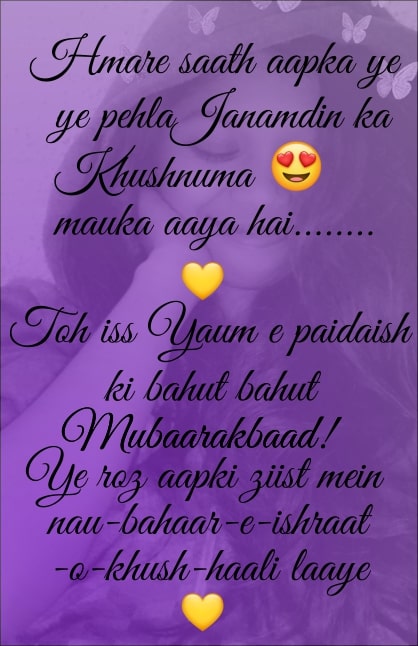 Hmare saath aapka ye
ye pehla Janamdin ka
Khushnuma 😍
mauka aaya hai........
💛
Toh iss Yaum e paidaish
ki bahut bahut
Mubaarakbaad!
Ye roz aapki ziist mein
nau-bahaar-e-ishraat
-o-khush-haali laaye
💛